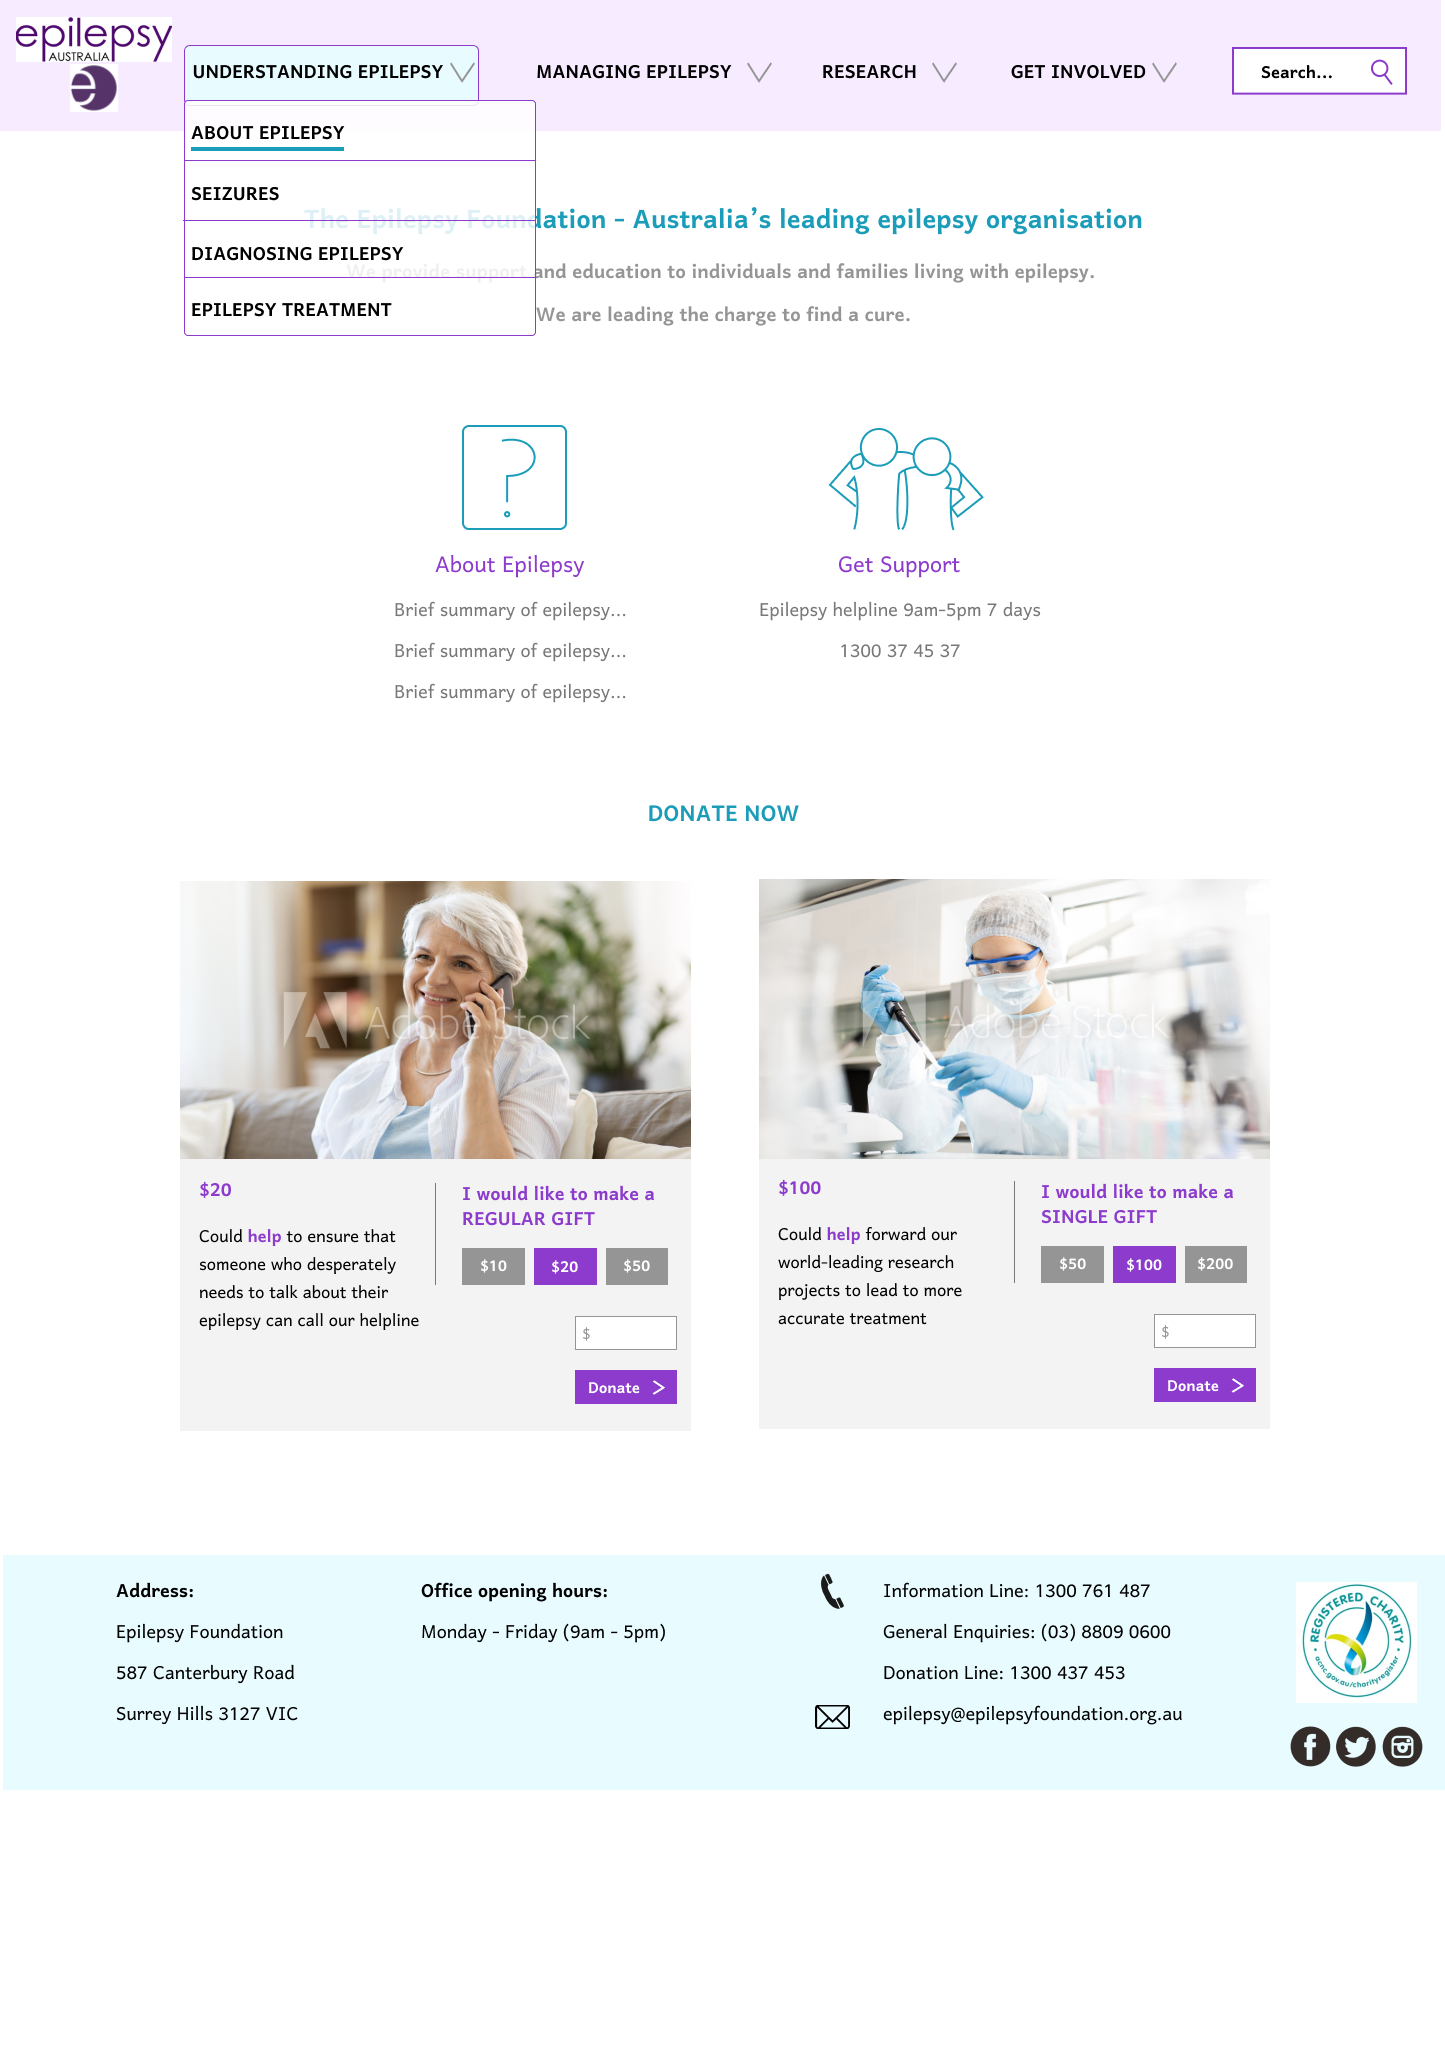 epilepsy
AUSTRALIA
e
UNDERSTANDING EPILEPSY
MANAGING EPILEPSY
RESEARCH
GET INVOLVED
Search...
ABOUT EPILEPSY
SEIZURES
DIAGNOSING EPILEPSY
EPILEPSY TREATMENT
The Epilepsy Foundation - Australia's leading epilepsy organisation
We provide support and education to individuals and families living with epilepsy.
We are leading the charge to find a cure.
?
About Epilepsy
Brief summary of epilepsy...
Brief summary of epilepsy...
Brief summary of epilepsy...
Get Support
Epilepsy helpline 9am-5pm 7 days
1300 37 45 37
DONATE NOW
Adobe Stock
$20
Could help to ensure that
someone who desperately
needs to talk about their
epilepsy can call our helpline
I would like to make a
REGULAR GIFT
$10
$20
$50
$
Donate >
Adobe Stock
$100
Could help forward our
world-leading research
projects to lead to more
accurate treatment
I would like to make a
SINGLE GIFT
$50
$100
$200
$
Donate >
Address:
Epilepsy Foundation
587 Canterbury Road
Surrey Hills 3127 VIC
Office opening hours:
Monday - Friday (9am - 5pm)
Information Line: 1300 761 487
General Enquiries: (03) 8809 0600
Donation Line: 1300 437 453
epilepsy@epilepsyfoundation.org.au
REGISTERED CHARITY
acnc.gov.au/charityregister